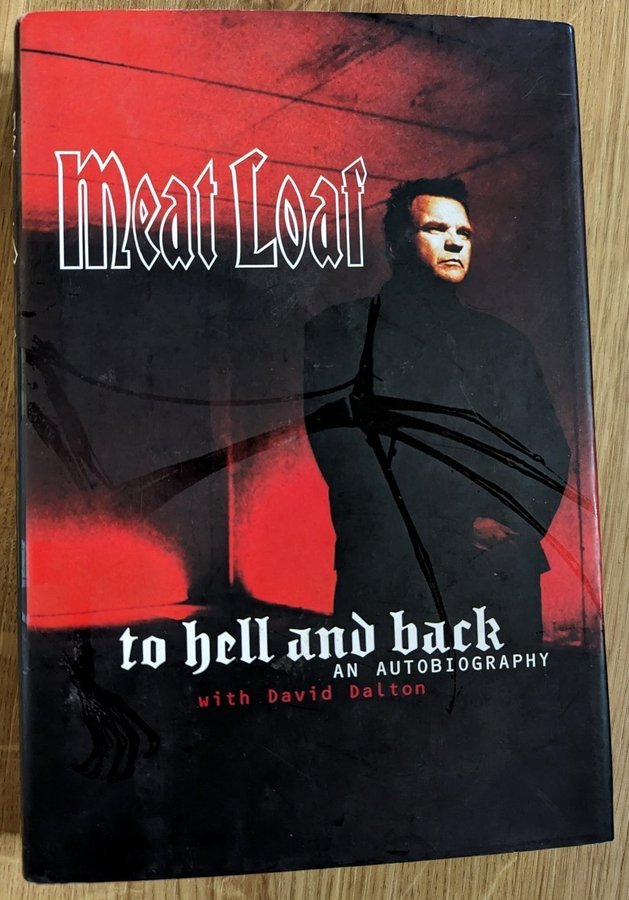 Meat Loaf
to hell and back
AN AUTOBIOGRAPHY
with David Dalton